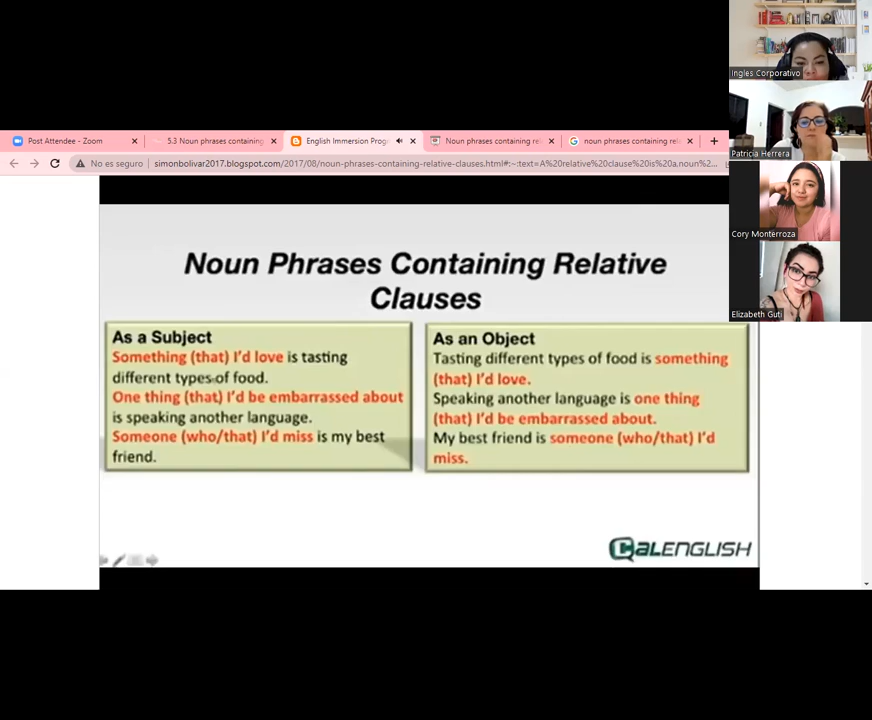 Ingles Corporativo
Patricia Herrera
Cory Monterroza
Elizabeth Guti
Post Attendee - Zoom
5.3 Noun phrases containing
English Immersion Prog
Noun phrases containing rel
noun phrases containing rel
No es seguro
simonbolivar2017.blogspot.com/2017/08/noun-phrases-containing-relative-clauses.html#:~:text=A%20relative%20clause%20is%20a,noun%2...
Noun Phrases Containing Relative
Clauses
As a Subject
Something (that) I'd love is tasting
different types of food.
One thing (that) I'd be embarrassed about
is speaking another language.
Someone (who/that) I'd miss is my best
friend.
As an Object
Tasting different types of food is something
(that) I'd love.
Speaking another language is one thing
(that) I'd be embarrassed about.
My best friend is someone (who/that) I'd
miss.
CALENGLISH